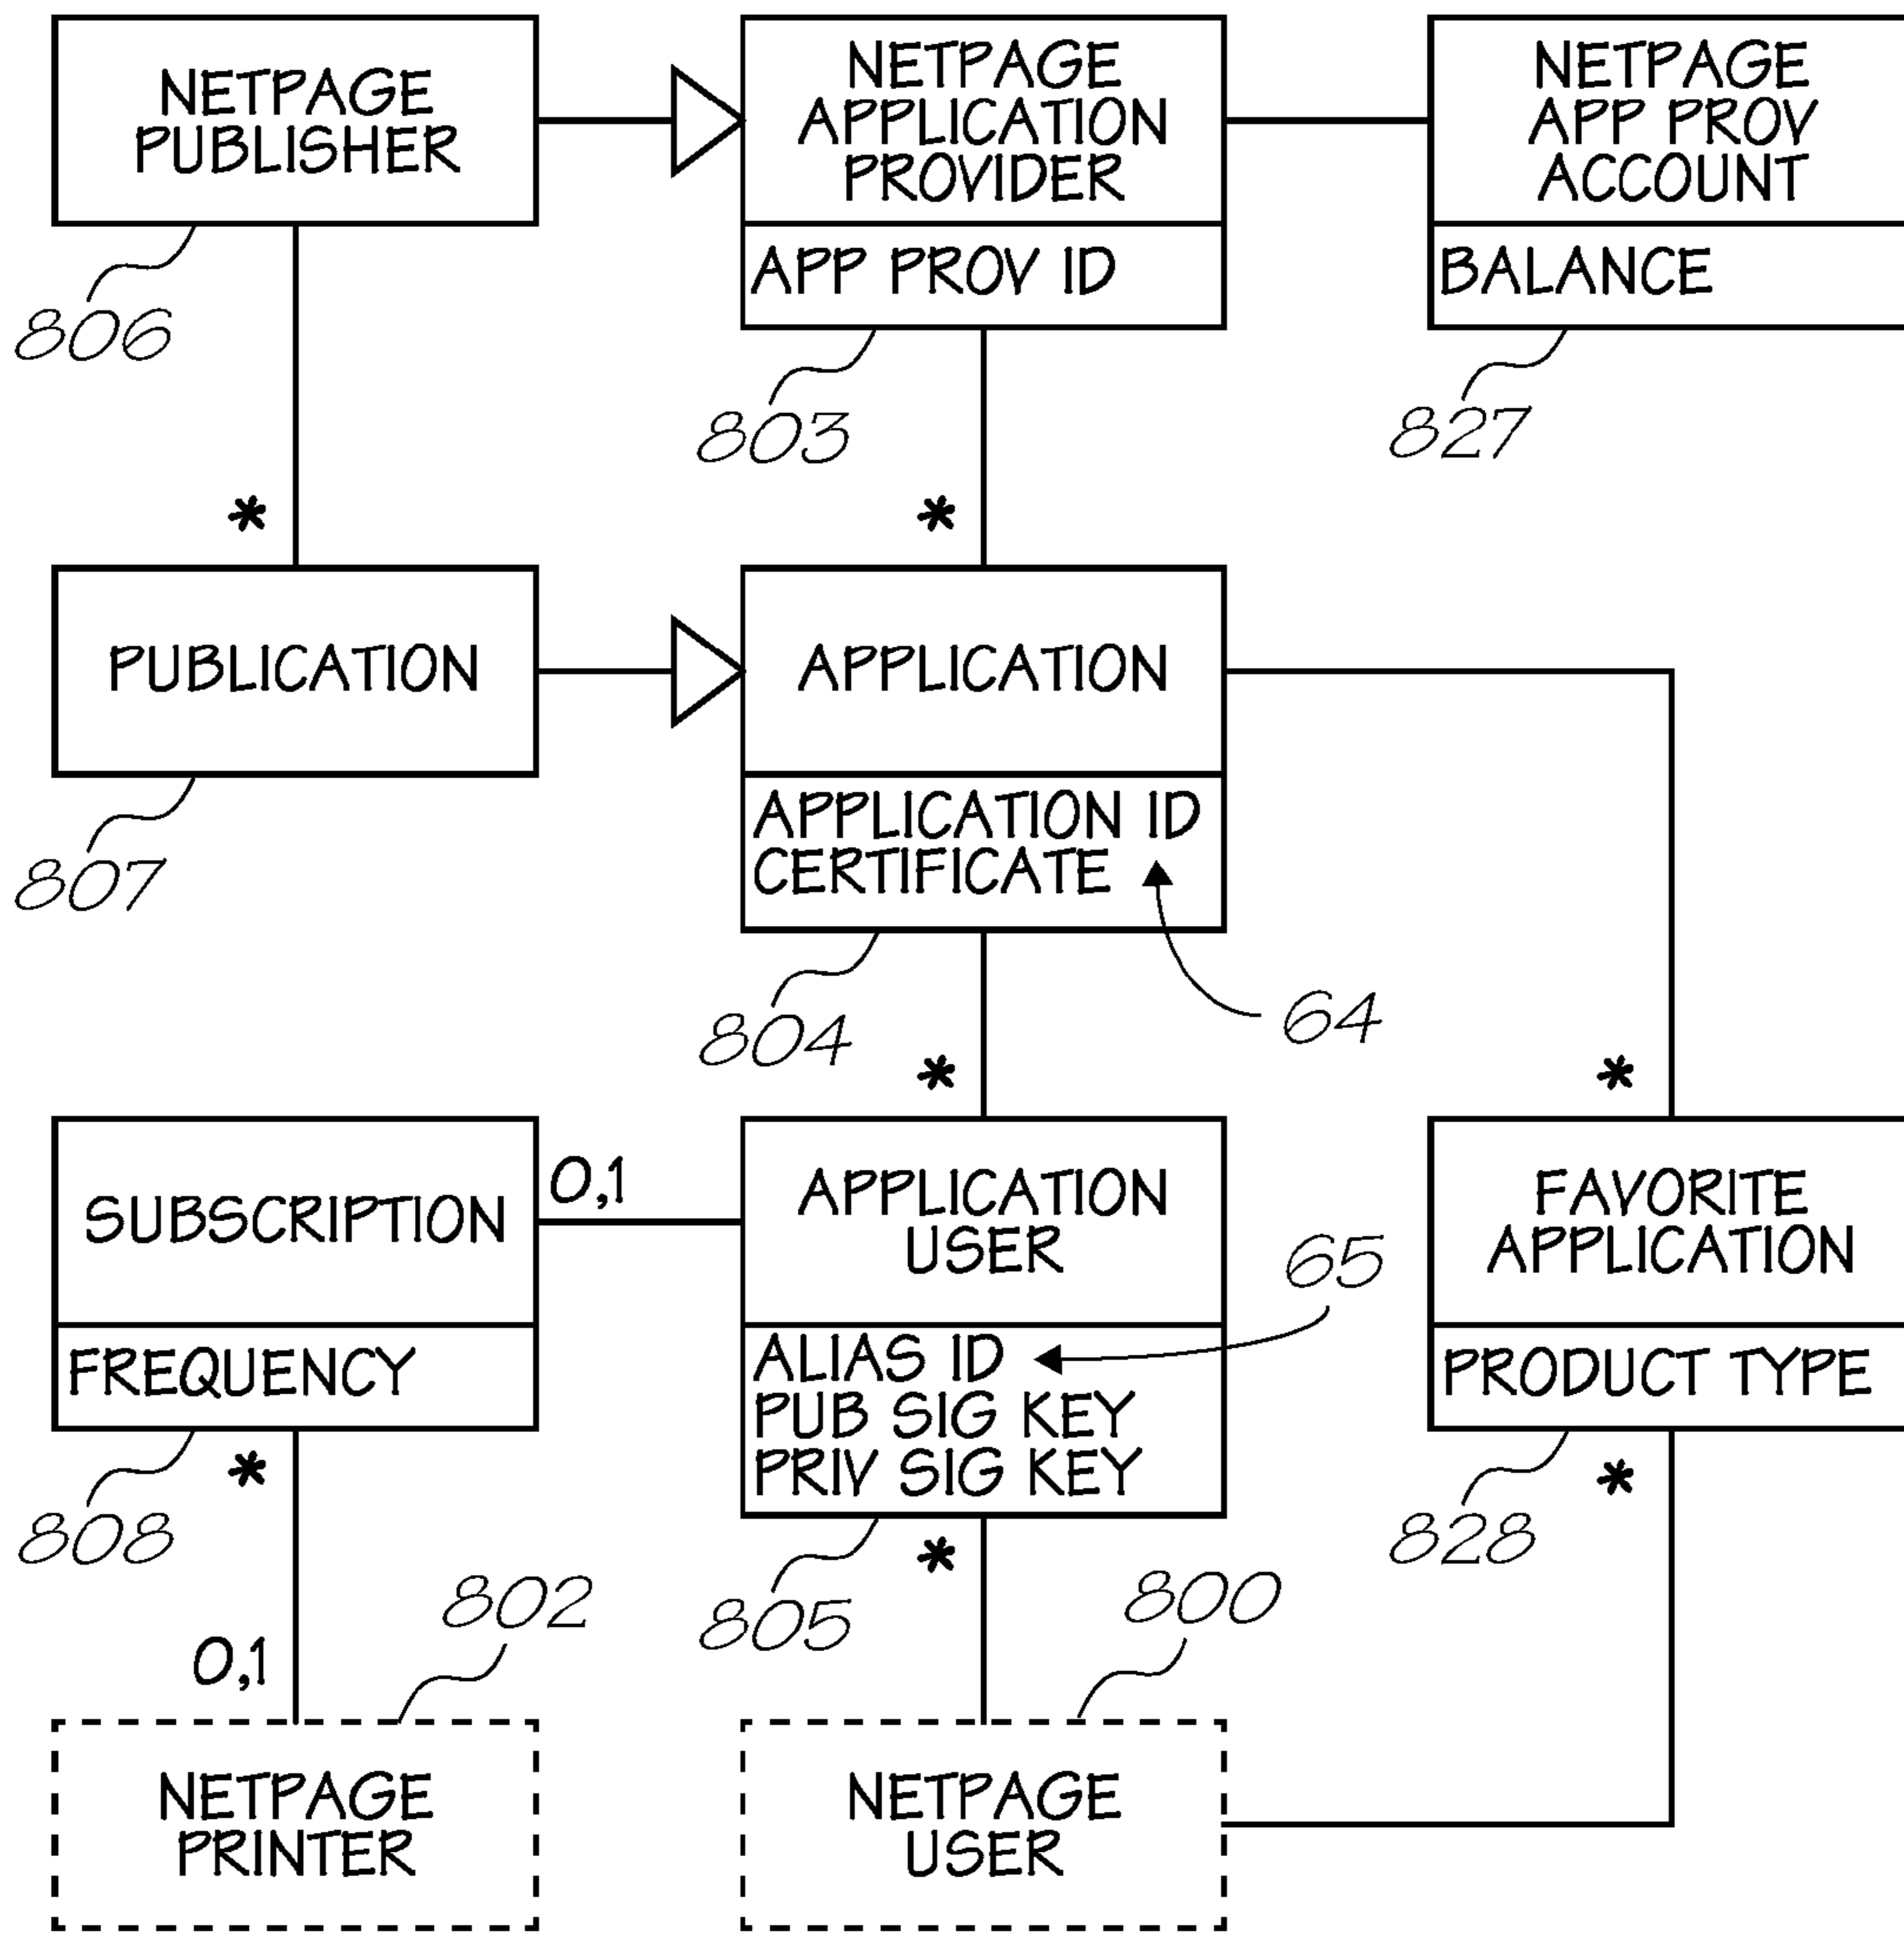 NETPAGE
PUBLISHER
806
NETPAGE
APPLICATION
PROVIDER
APP PROV ID
803
NETPAGE
APP PROV
ACCOUNT
BALANCE
827
*
*
PUBLICATION
807
APPLICATION
APPLICATION ID
CERTIFICATE
804
64
*
*
SUBSCRIPTION
FREQUENCY
808
0,1
APPLICATION
USER
65
ALIAS ID
PUB SIG KEY
PRIV SIG KEY
805
FAVORITE
APPLICATION
PRODUCT TYPE
828
*
*
*
0,1
802
800
NETPAGE
PRINTER
NETPAGE
USER